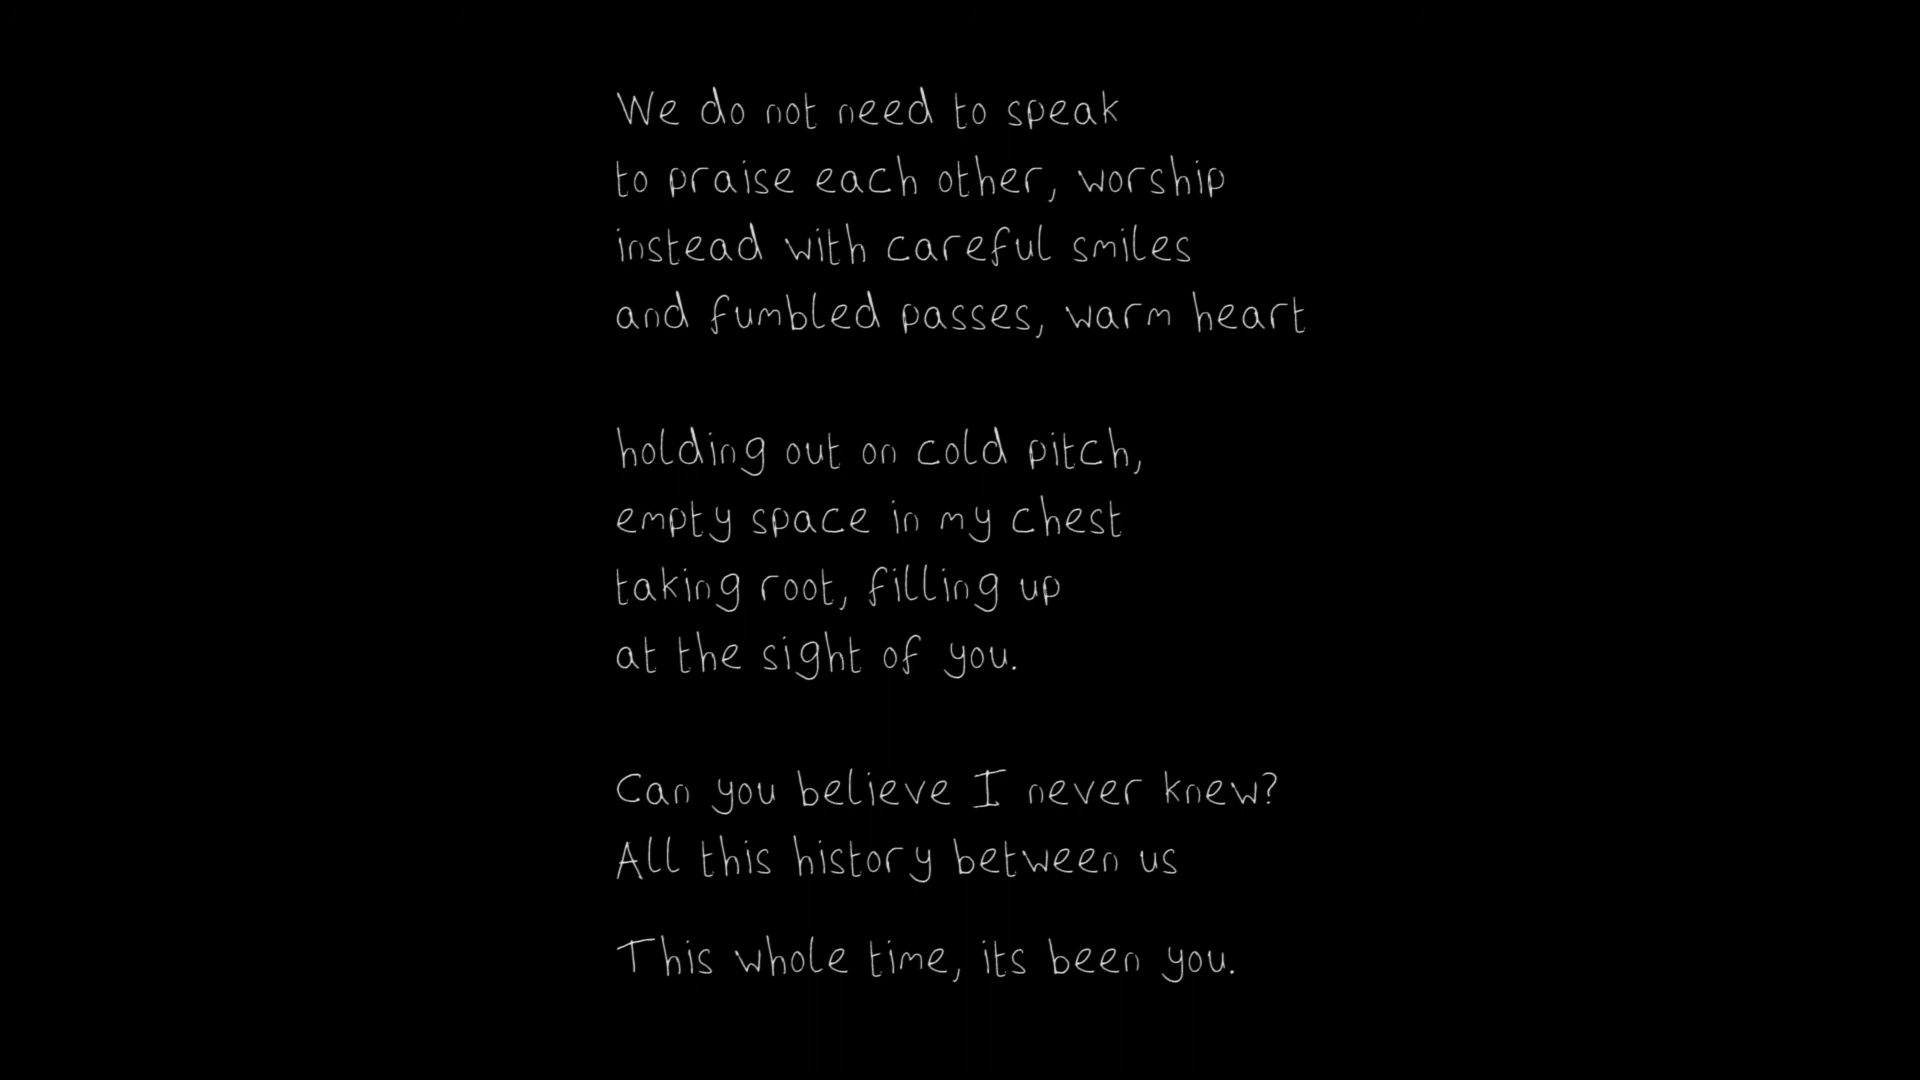 We do not need to speak
to praise each other, worship
instead with careful smiles
and fumbled passes, warm heart
holding out on cold pitch,
empty space in my chest
taking root, filling up
at the sight of you.
Can you believe I never knew?
All this history between us
This whole time, its been you.